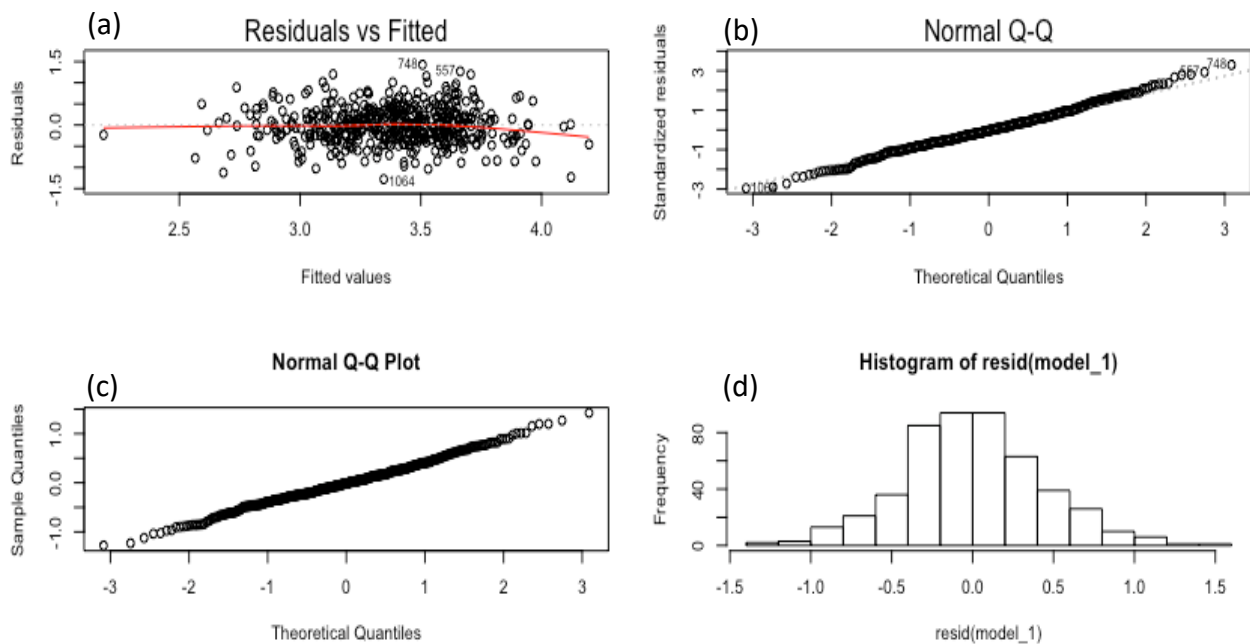 (a)
Residuals vs Fitted
Residuals
1.5
0.0
-1.5
748
557
1064
2.5 3.0 3.5 4.0
Fitted values
(b)
Normal Q-Q
Standardized residuals
3
1
-1
-3
557 748
1064
-3 -2 -1 0 1 2 3
Theoretical Quantiles
(c)
Normal Q-Q Plot
Sample Quantiles
1.0
0.0
-1.0
-3 -2 -1 0 1 2 3
Theoretical Quantiles
(d)
Histogram of resid(model_1)
Frequency
80
40
0
-1.5 -1.0 -0.5 0.0 0.5 1.0 1.5
resid(model_1)